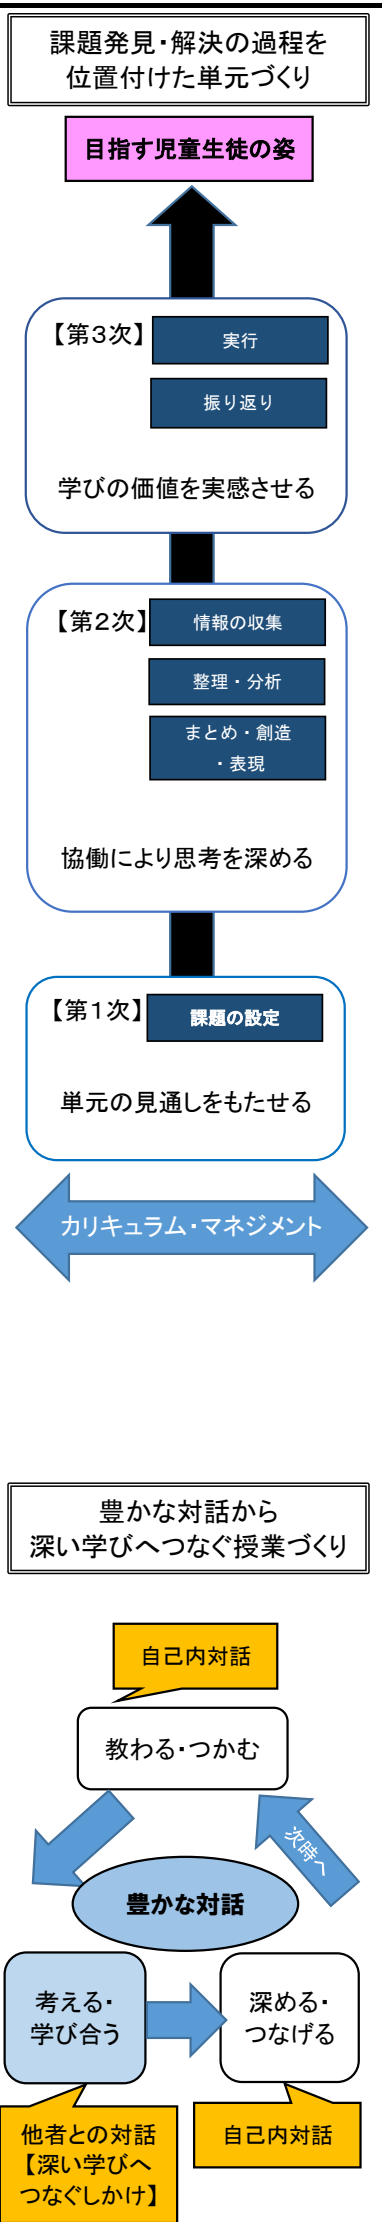 課題発見・解決の過程を
位置付けた単元づくり
目指す児童生徒の姿
【第3次】
実行
振り返り
学びの価値を実感させる
【第2次】
情報の収集
整理・分析
まとめ・創造
・表現
協働により思考を深める
【第1次】
課題の設定
単元の見通しをもたせる
カリキュラム・マネジメント
豊かな対話から
深い学びへつなぐ授業づくり
自己内対話
教わる・つかむ
次時へ
豊かな対話
考える・
学び合う
深める・
つなげる
他者との対話
【深い学びへ
つなぐしかけ】
自己内対話